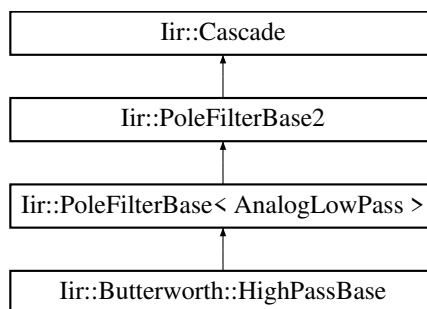 Iir::Cascade
Iir::PoleFilterBase2
Iir::PoleFilterBase< AnalogLowPass >
Iir::Butterworth::HighPassBase